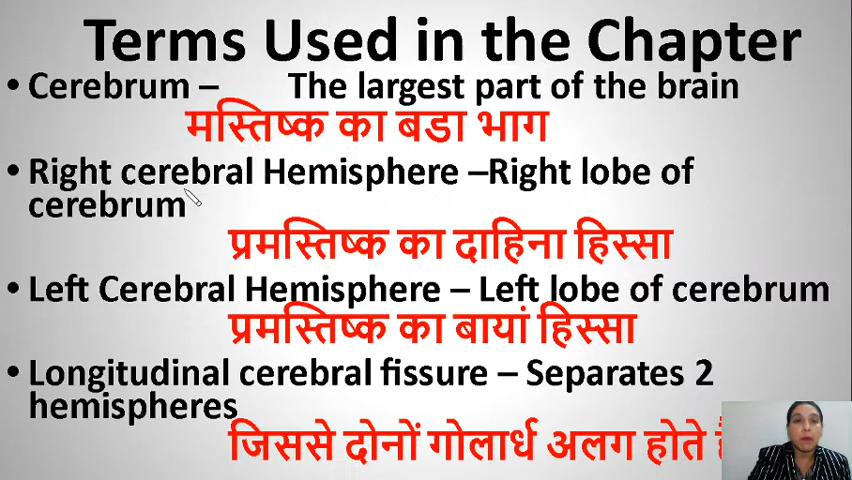 Terms Used in the Chapter
• Cerebrum – The largest part of the brain
मस्तिष्क का बडा भाग
• Right cerebral Hemisphere –Right lobe of
cerebrum
प्रमस्तिष्क का दाहिना हिस्सा
• Left Cerebral Hemisphere – Left lobe of cerebrum
प्रमस्तिष्क का बायां हिस्सा
• Longitudinal cerebral fissure – Separates 2
hemispheres
जिससे दोनों गोलार्ध अलग होते